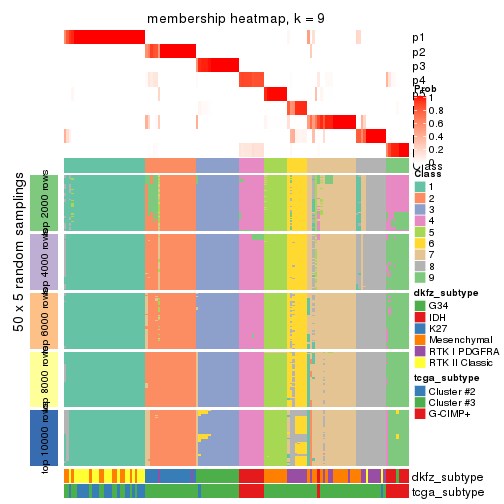 membership heatmap, k = 9
p1
p2
p3
p4
Prob
1
0.8
0.6
0.4
0.2
0
Class
Class
1
2
3
4
5
6
7
8
9
50 x 5 random samplings
top 2000 rows
top 4000 rows
top 6000 rows
top 8000 rows
top 10000 rows
dkfz_subtype
G34
IDH
K27
Mesenchymal
RTK I PDGFRA
RTK II Classic
tcga_subtype
Cluster #2
Cluster #3
G-CIMP+
dkfz_subtype
tcga_subtype